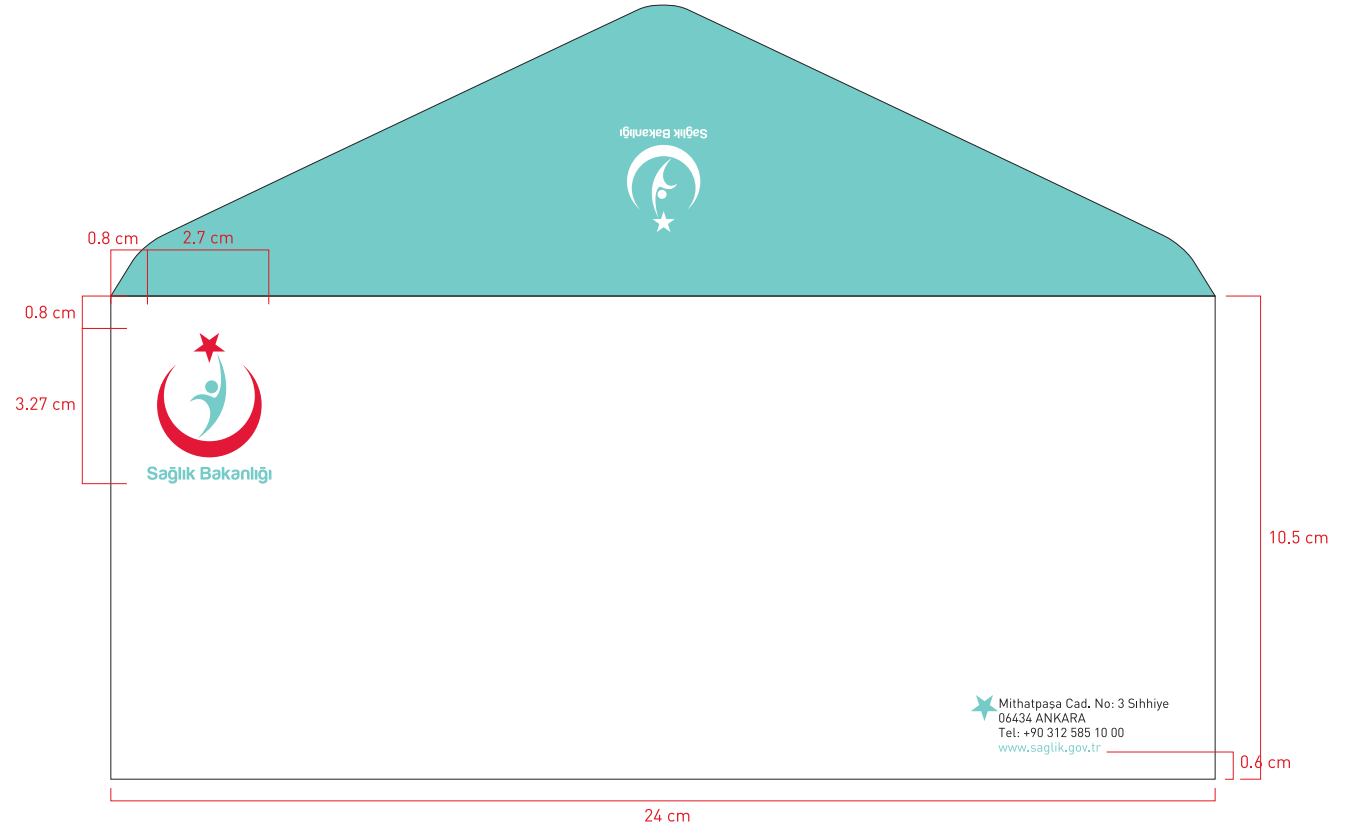 Sağlık Bakanlığı
0.8 cm
2.7 cm
0.8 cm
3.27 cm
Sağlık Bakanlığı
10.5 cm
Mithatpaşa Cad. No: 3 Sıhhiye
06434 ANKARA
Tel: +90 312 585 10 00
www.saglik.gov.tr
0.6 cm
24 cm